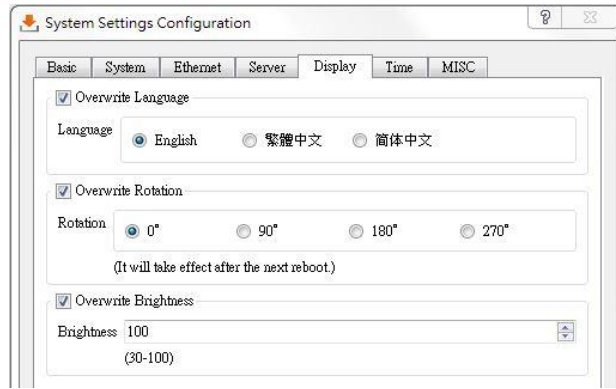 System Settings Configuration
Basic System Ethernet Server Display Time MISC
Overwrite Language
Language English 繁體中文 简体中文
Overwrite Rotation
Rotation 0° 90° 180° 270°
(It will take effect after the next reboot.)
Overwrite Brightness
Brightness 100
(30-100)